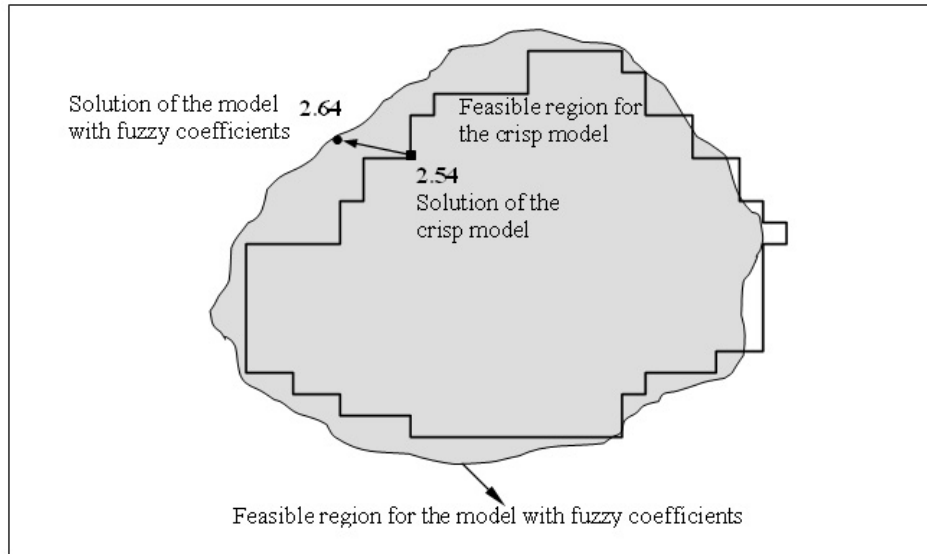 Solution of the model 2.64
with fuzzy coefficients
Feasible region for
the crisp model
2.54
Solution of the
crisp model
Feasible region for the model with fuzzy coefficients